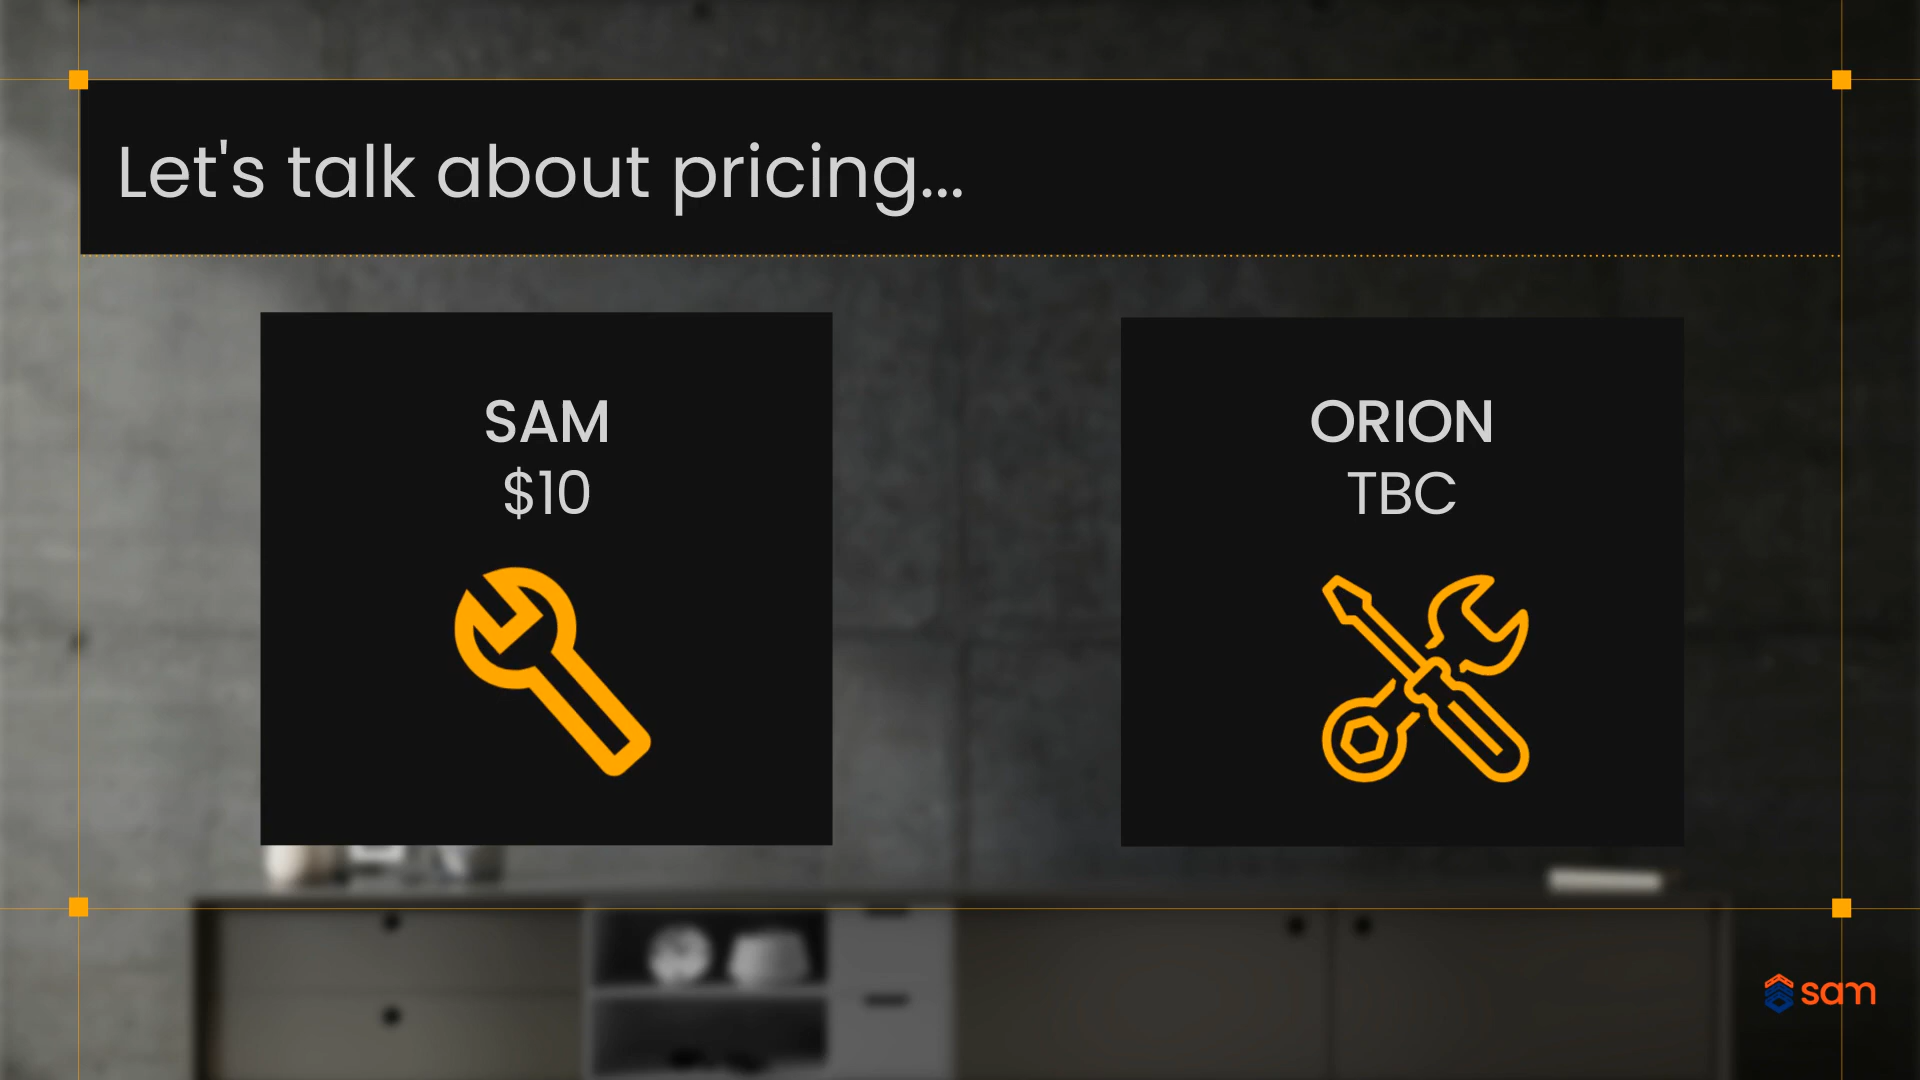 Let's talk about pricing...
SAM
$10
ORION
TBC
sam